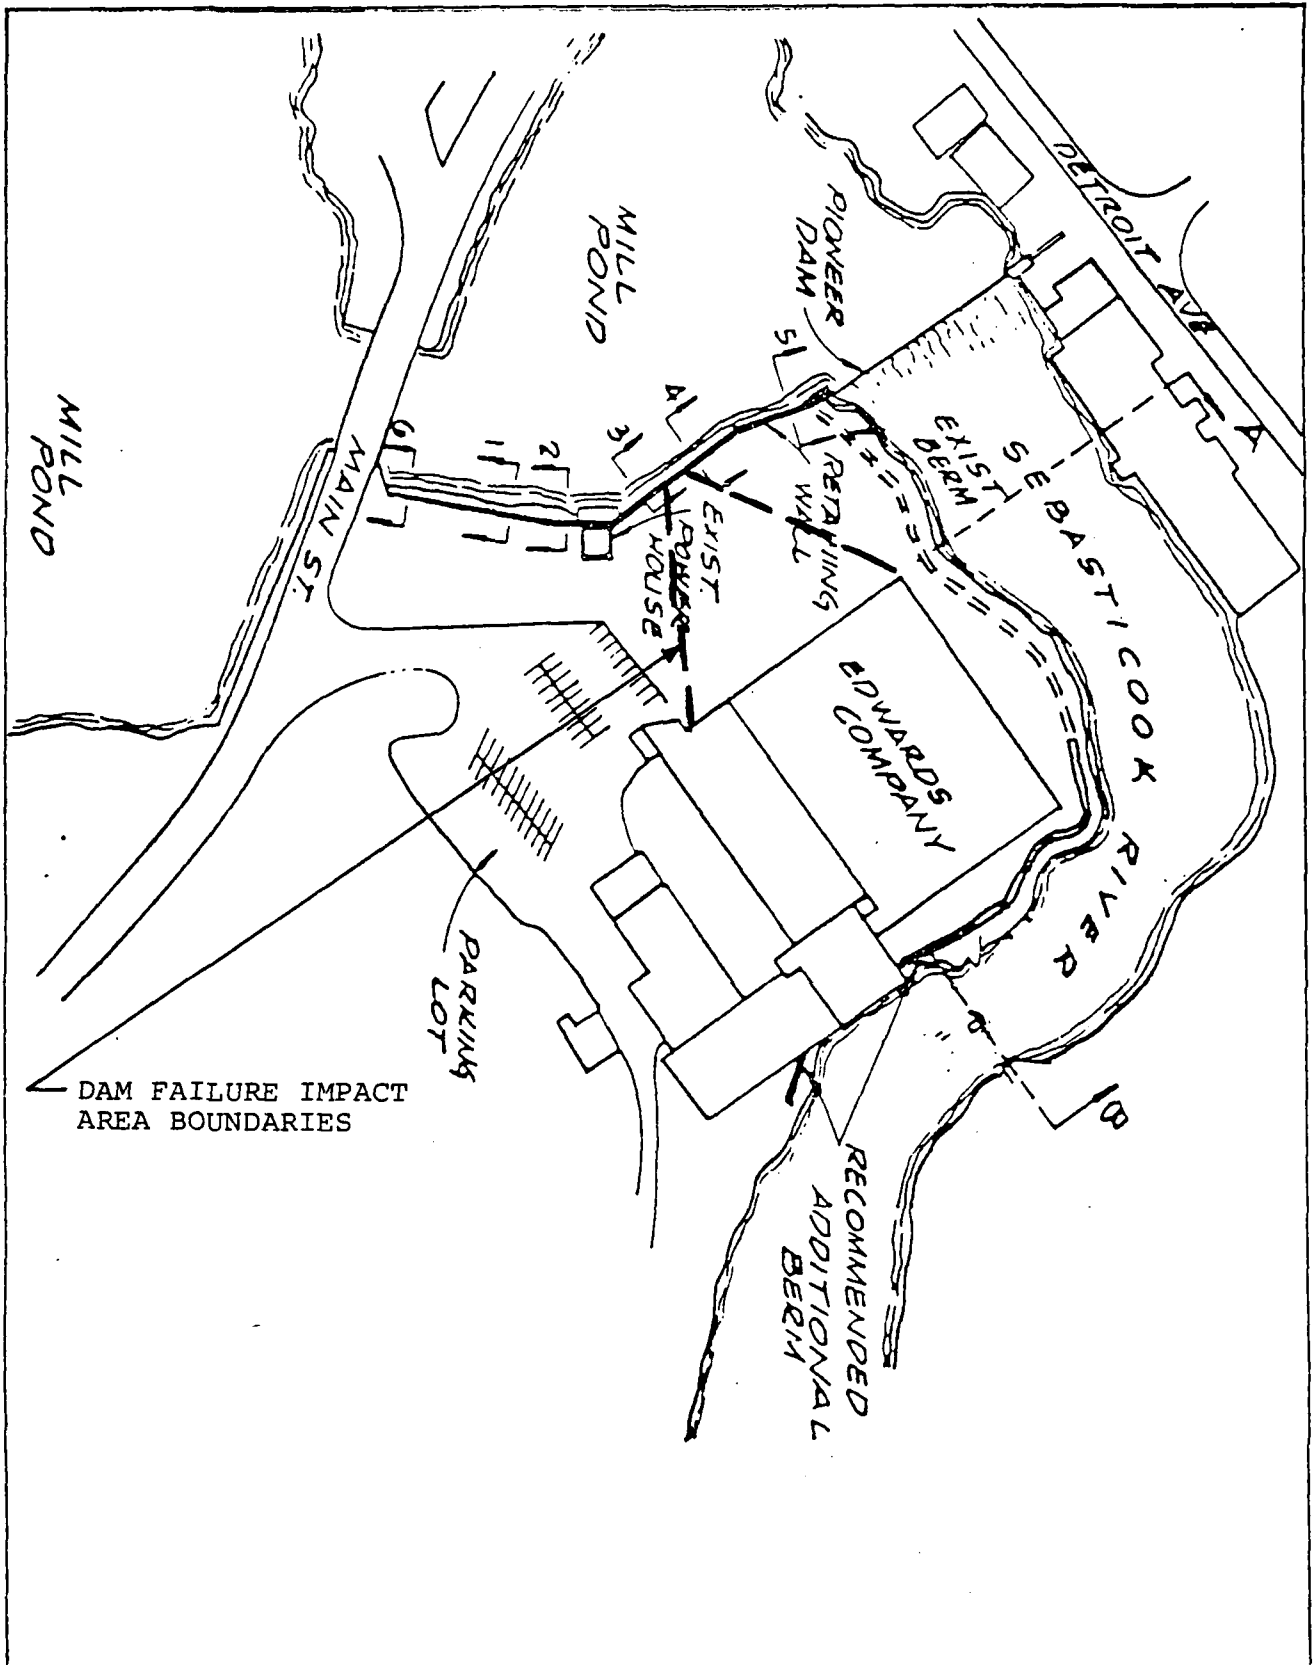 DETROIT AVE
A
PIONEER
DAM
MILL
POND
SEBASTICOOK RIVER
EXIST
BERM
5
4
3
2
1
6
RETAINING
WALL
EXIST.
POWER
HOUSE
MAIN ST.
MILL
POND
EDWARDS
COMPANY
PARKING
LOT
B
DAM FAILURE IMPACT
AREA BOUNDARIES
RECOMMENDED
ADDITIONAL
BERM